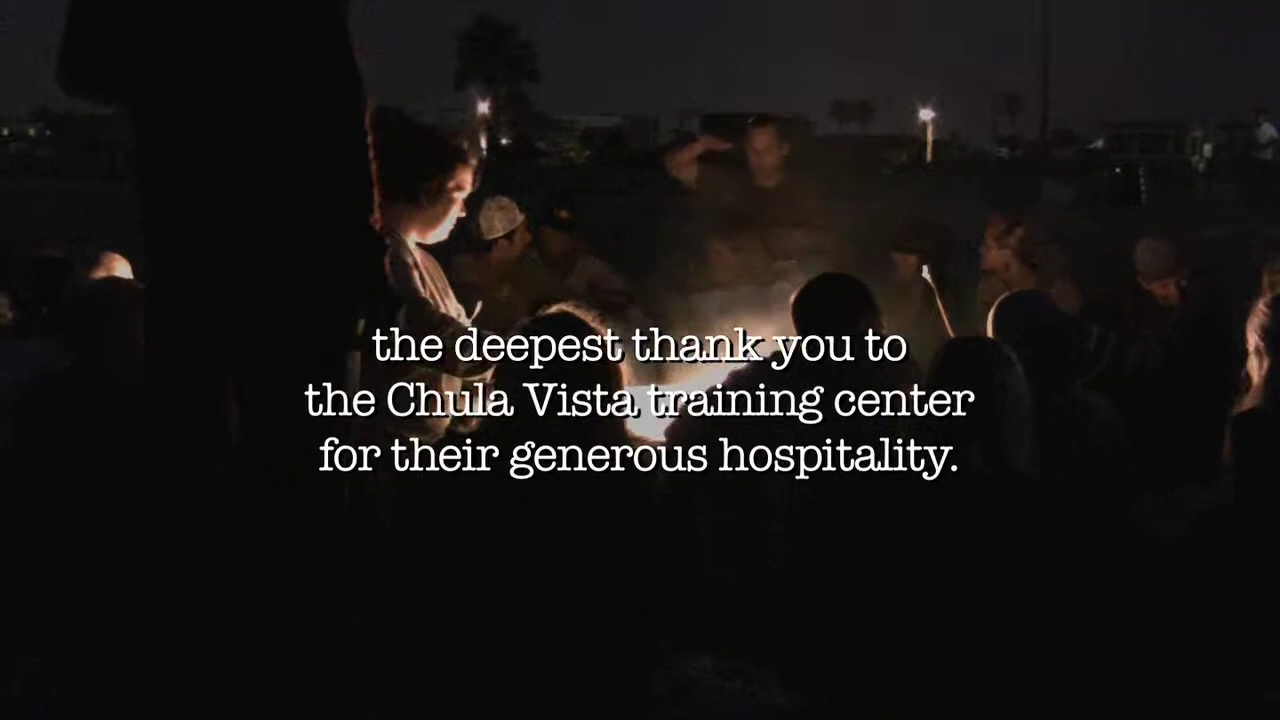 the deepest thank you to
the Chula Vista training center
for their generous hospitality.